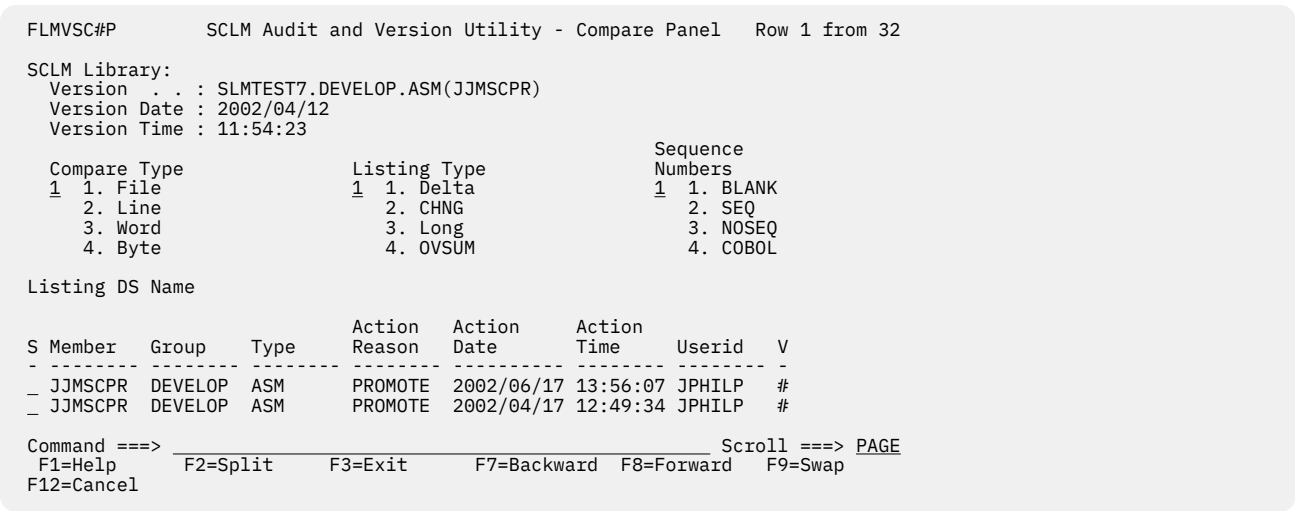 FLMVSC#P SCLM Audit and Version Utility - Compare Panel Row 1 from 32
SCLM Library:
Version . . : SLMTEST7.DEVELOP.ASM(JJMSCPR)
Version Date : 2002/04/12
Version Time : 11:54:23
Sequence
Compare Type Listing Type Numbers
1 1. File 1 1. Delta 1 1. BLANK
2. Line 2. CHNG 2. SEQ
3. Word 3. Long 3. NOSEQ
4. Byte 4. OVSUM 4. COBOL
Listing DS Name
Action Action Action
S Member Group Type Reason Date Time Userid V
- -------- -------- -------- -------- ---------- -------- -------- -
_ JJMSCPR DEVELOP ASM PROMOTE 2002/06/17 13:56:07 JPHILP #
_ JJMSCPR DEVELOP ASM PROMOTE 2002/04/17 12:49:34 JPHILP #
Command ===> Scroll ===> PAGE
F1=Help F2=Split F3=Exit F7=Backward F8=Forward F9=Swap
F12=Cancel